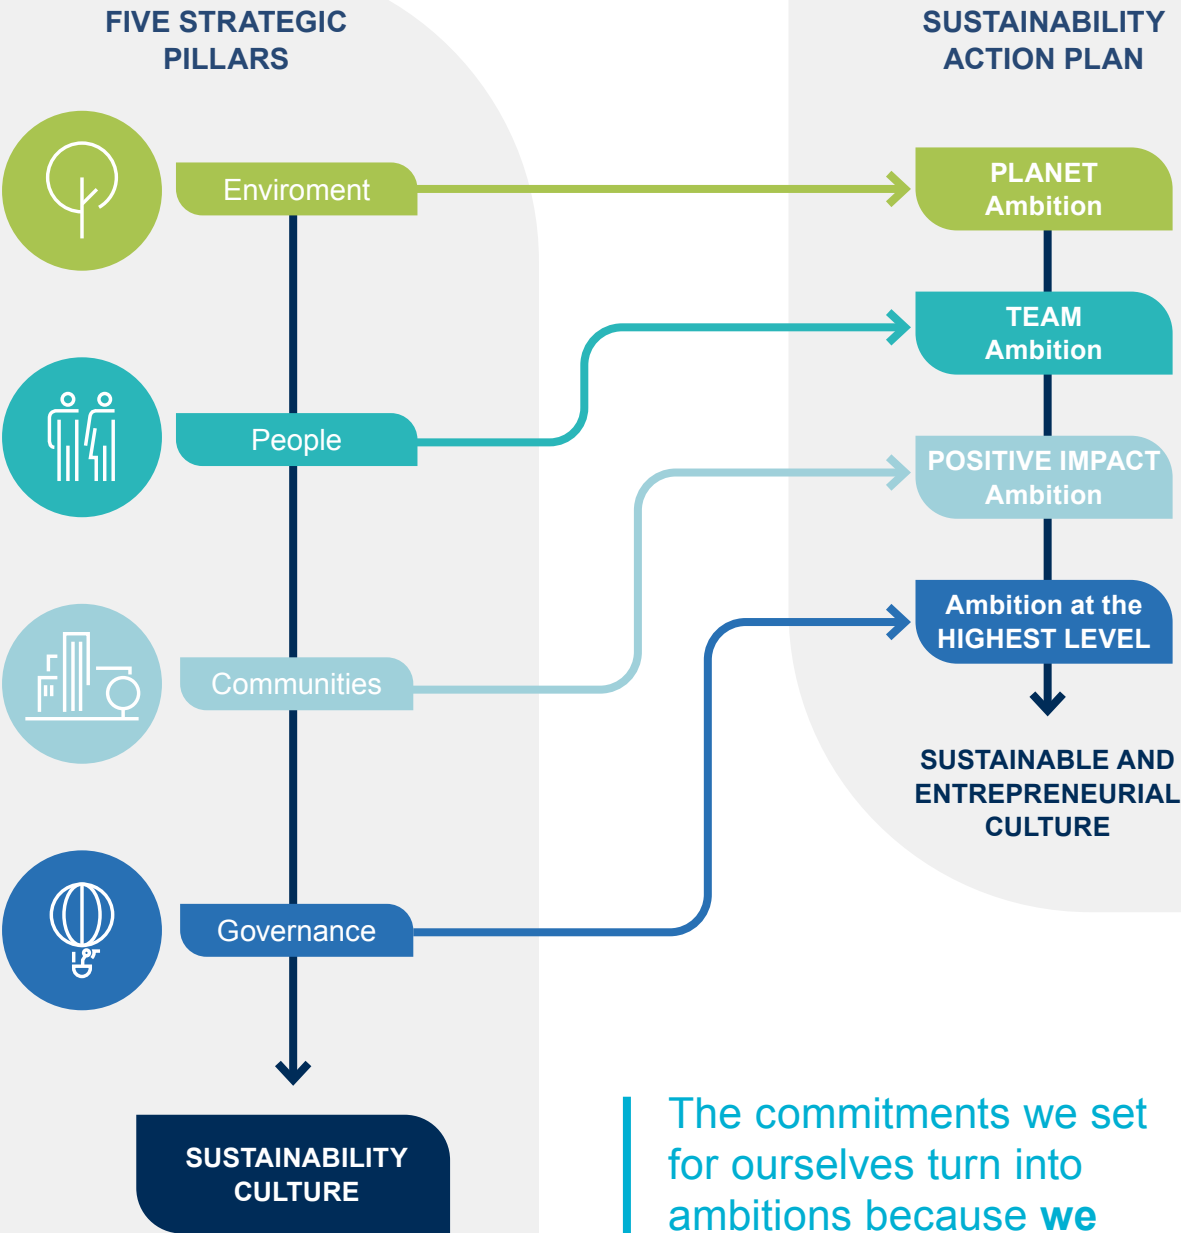 FIVE STRATEGIC
PILLARS
Enviroment
People
Communities
Governance
SUSTAINABILITY
CULTURE
SUSTAINABILITY
ACTION PLAN
PLANET
Ambition
TEAM
Ambition
POSITIVE IMPACT
Ambition
Ambition at the
HIGHEST LEVEL
SUSTAINABLE AND
ENTREPRENEURIAL
CULTURE
The commitments we set
for ourselves turn into
ambitions because we